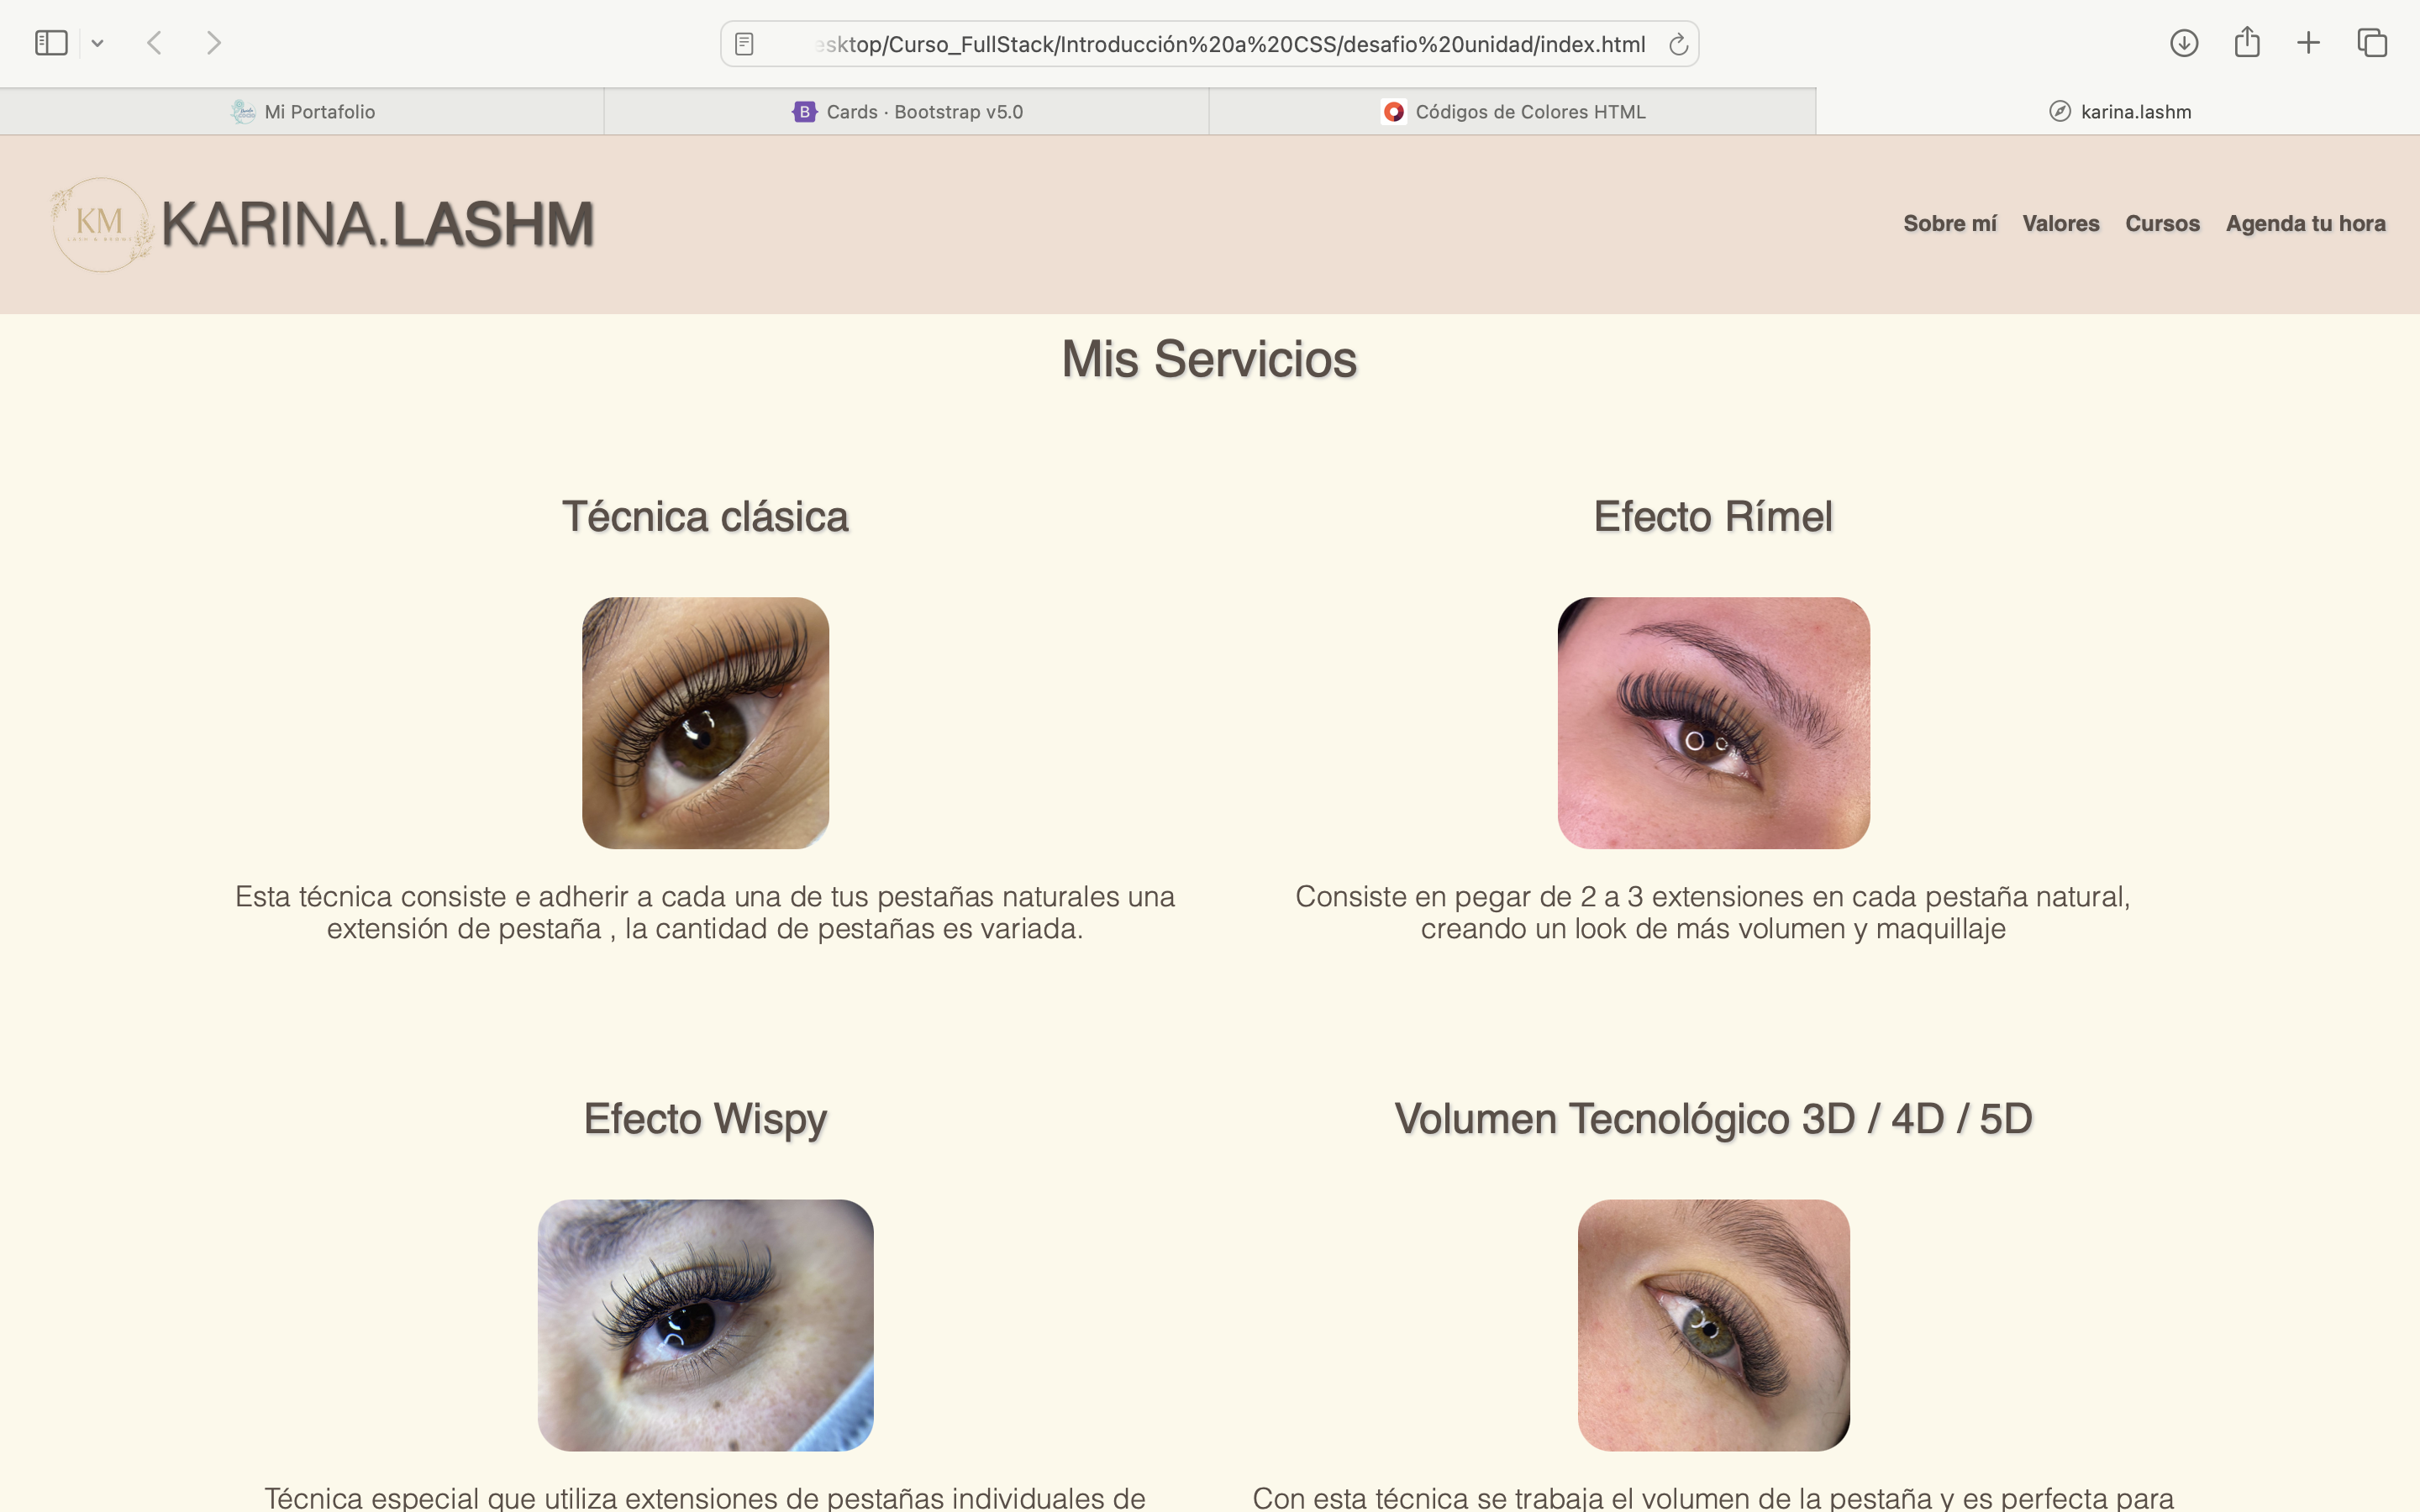 esktop/Curso_FullStack/Introducción%20a%20CSS/desafio%20unidad/index.html
Mi Portafolio
Cards · Bootstrap v5.0
Códigos de Colores HTML
karina.lashm
KM
KARINA.LASHM
Sobre mí
Valores
Cursos
Agenda tu hora
Mis Servicios
Técnica clásica
Esta técnica consiste e adherir a cada una de tus pestañas naturales una
extensión de pestaña , la cantidad de pestañas es variada.
Efecto Rímel
Consiste en pegar de 2 a 3 extensiones en cada pestaña natural,
creando un look de más volumen y maquillaje
Efecto Wispy
Técnica especial que utiliza extensiones de pestañas individuales de
Volumen Tecnológico 3D / 4D / 5D
Con esta técnica se trabaja el volumen de la pestaña y es perfecta para